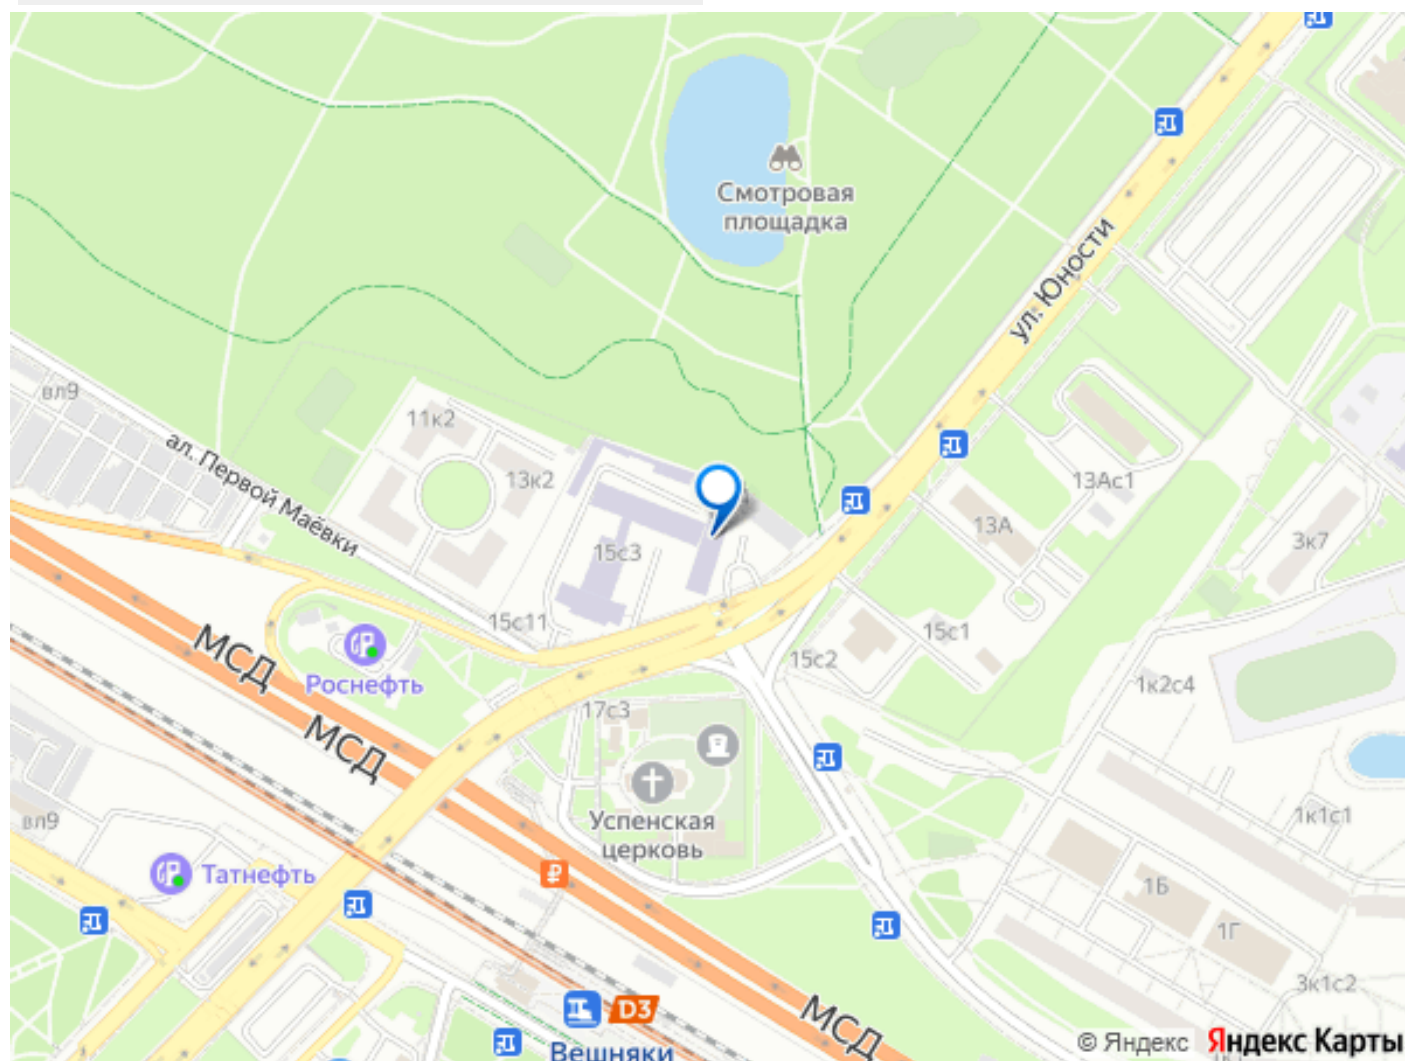 Смотровая
площадка
ул. Юности
вл9
11к2
ал. Первой Маёвки
13к2
13Ас1
13А
3к7
15с3
15с11
15с1
15с2
МСД
Роснефть
1к2с4
17с3
МСД
Успенская
церковь
1к1с1
вл9
Татнефть
₽
1Б
1Г
3к1с2
D3
МСД
Вешняки
© Яндекс Яндекс Карты